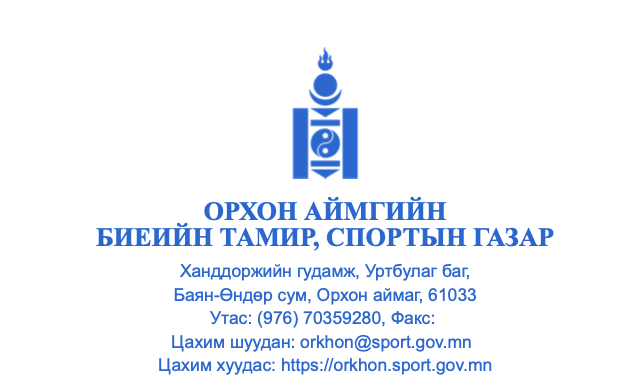 ОРХОН АЙМГИЙН
БИЕИЙН ТАМИР, СПОРТЫН ГАЗАР
Ханддоржийн гудамж, Уртбулаг баг,
Баян-Өндөр сум, Орхон аймаг, 61033
Утас: (976) 70359280, Факс:
Цахим шуудан: orkhon@sport.gov.mn
Цахим хуудас: https://orkhon.sport.gov.mn